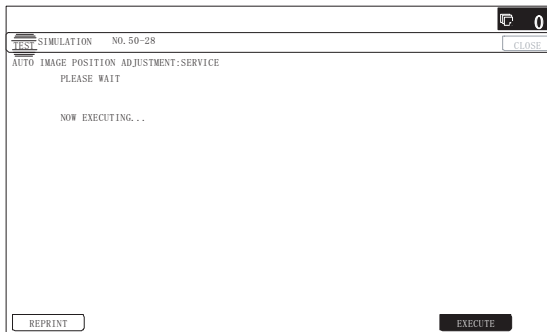 0
TEST SIMULATION NO.50-28
CLOSE
AUTO IMAGE POSITION ADJUSTMENT:SERVICE
PLEASE WAIT
NOW EXECUTING...
REPRINT
EXECUTE